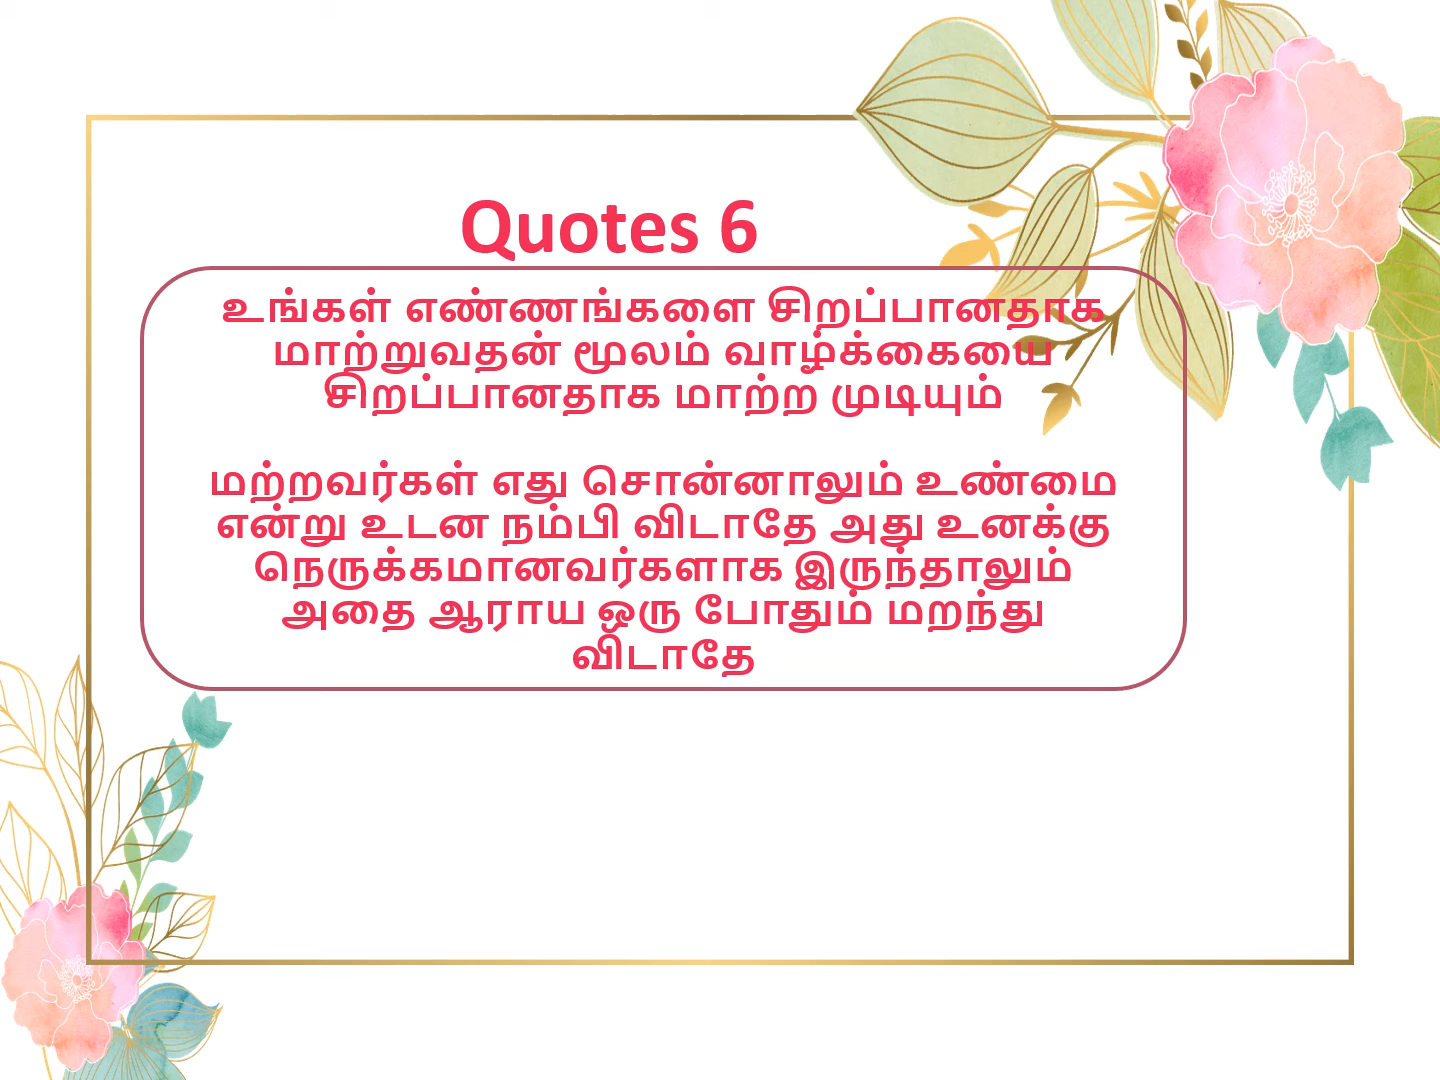 Quotes 6
உங்கள் எண்ணங்களை சிறப்பானதாக
மாற்றுவதன் மூலம் வாழ்க்கையை
சிறப்பானதாக மாற்ற முடியும்
மற்றவர்கள் எது சொன்னாலும் உண்மை
என்று உடன நம்பி விடாதே அது உனக்கு
நெருக்கமானவர்களாக இருந்தாலும்
அதை ஆராய ஒரு போதும் மறந்து
விடாதே